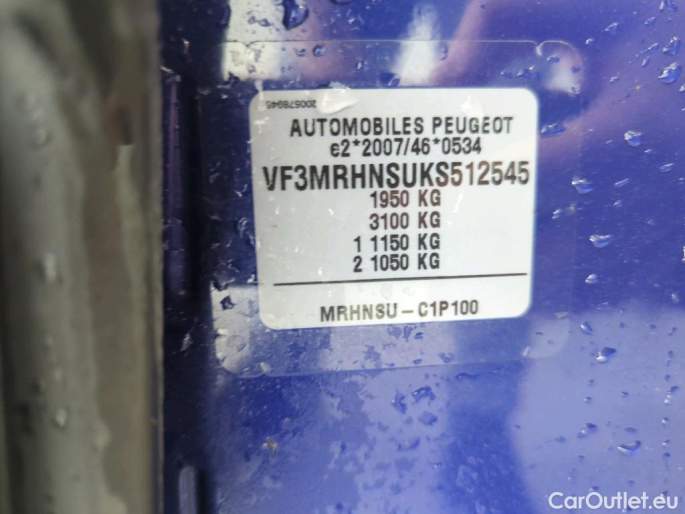 200578945
AUTOMOBILES PEUGEOT
e2*2007/46*0534
VF3MRHNSUKS512545
1950 KG
3100 KG
1 1150 KG
2 1050 KG
MRHNSU-C1P100
CarOutlet.eu